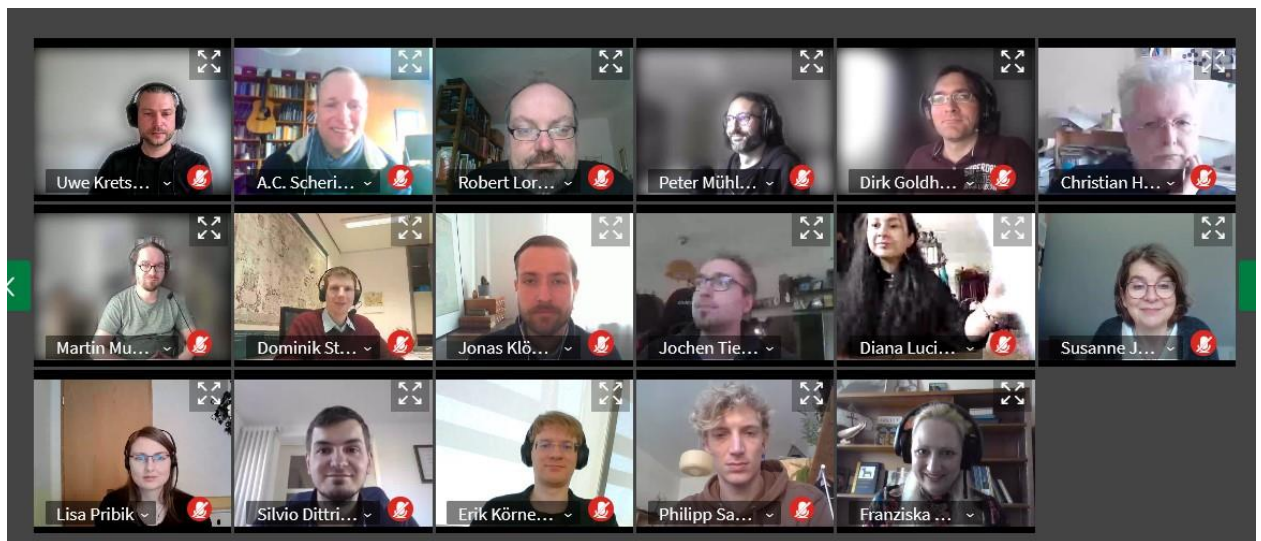 Uwe Krets...
A.C. Scheri...
Robert Lor...
Peter Mühl...
Dirk Goldh...
Christian H...
Martin Mu...
Dominik St...
Jonas Klö...
Jochen Tie...
Diana Luci...
Susanne J...
Lisa Pribik
Silvio Dittri...
Erik Körne...
Philipp Sa...
Franziska ...